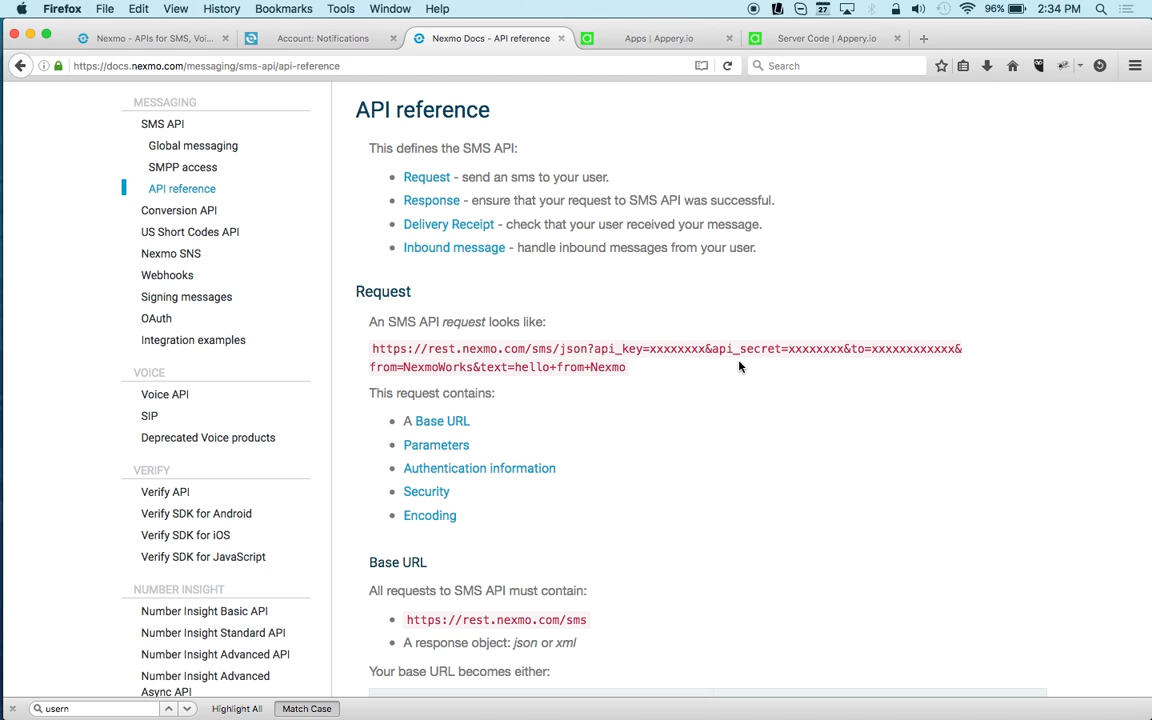 Firefox File Edit View History Bookmarks Tools Window Help 27 96% 2:34 PM
Nexmo - APIs for SMS, Voi... × Account: Notifications × Nexmo Docs - API reference × Apps | Appery.io × Server Code | Appery.io × +
https://docs.nexmo.com/messaging/sms-api/api-reference Search
MESSAGING
SMS API
Global messaging
SMPP access
API reference
Conversion API
US Short Codes API
Nexmo SNS
Webhooks
Signing messages
OAuth
Integration examples
VOICE
Voice API
SIP
Deprecated Voice products
VERIFY
Verify API
Verify SDK for Android
Verify SDK for iOS
Verify SDK for JavaScript
NUMBER INSIGHT
Number Insight Basic API
Number Insight Standard API
Number Insight Advanced API
Number Insight Advanced
Async API
API reference
This defines the SMS API:
• Request - send an sms to your user.
• Response - ensure that your request to SMS API was successful.
• Delivery Receipt - check that your user received your message.
• Inbound message - handle inbound messages from your user.
Request
An SMS API request looks like:
https://rest.nexmo.com/sms/json?api_key=xxxxxxxx&api_secret=xxxxxxxx&to=xxxxxxxxxxxx&
from=NexmoWorks&text=hello+from+Nexmo
This request contains:
• A Base URL
• Parameters
• Authentication information
• Security
• Encoding
Base URL
All requests to SMS API must contain:
• https://rest.nexmo.com/sms
• A response object: json or xml
Your base URL becomes either:
usern Highlight All Match Case